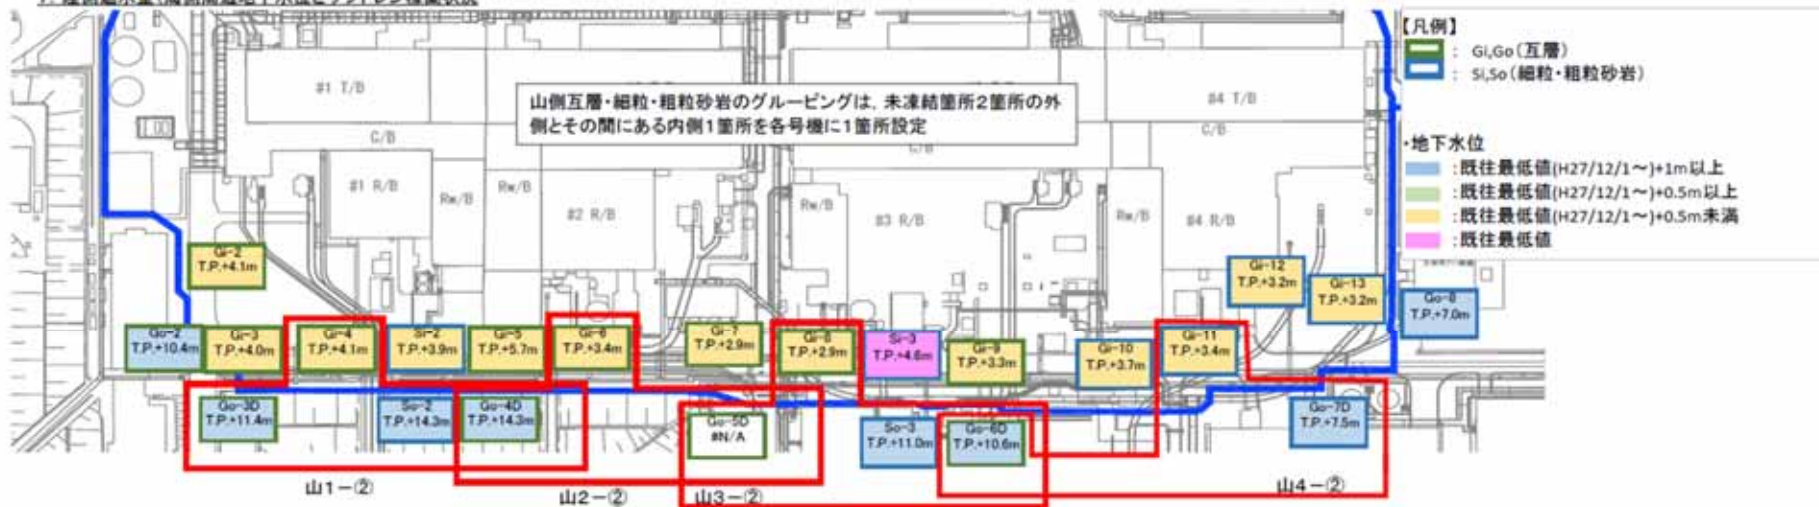 #1 T/B
山側互層・細粒・粗粒砂岩のグルーピングは，未凍結箇所2箇所の外
側とその間にある内側1箇所を各号機に1箇所設定
#4 T/B
C/B
C/B
#1 R/B
Rw/B
Rw/B
#2 R/B
Rw/B
#3 R/B
Rw/B
#4 R/B
Gi-2
T.P.+4.1m
Gi-12
T.P.+3.2m
Gi-13
T.P.+3.2m
Go-8
T.P.+7.0m
Go-2
T.P.+10.4m
Gi-3
T.P.+4.0m
Gi-4
T.P.+4.1m
Si-2
T.P.+3.9m
Gi-5
T.P.+5.7m
Gi-6
T.P.+3.4m
Gi-7
T.P.+2.9m
Gi-8
T.P.+2.9m
Si-3
T.P.+4.6m
Gi-9
T.P.+3.3m
Gi-10
T.P.+3.7m
Gi-11
T.P.+3.4m
Go-3D
T.P.+11.4m
So-2
T.P.+14.3m
Go-4D
T.P.+14.3m
Go-5D
#N/A
So-3
T.P.+11.0m
Go-6D
T.P.+10.6m
Go-7D
T.P.+7.5m
山1-②
山2-②
山3-②
山4-②
【凡例】
： Gi,Go（互層）
： Si,So（細粒・粗粒砂岩）
・地下水位
：既往最低値(H27/12/1～)+1m以上
：既往最低値(H27/12/1～)+0.5m以上
：既往最低値(H27/12/1～)+0.5m未満
：既往最低値